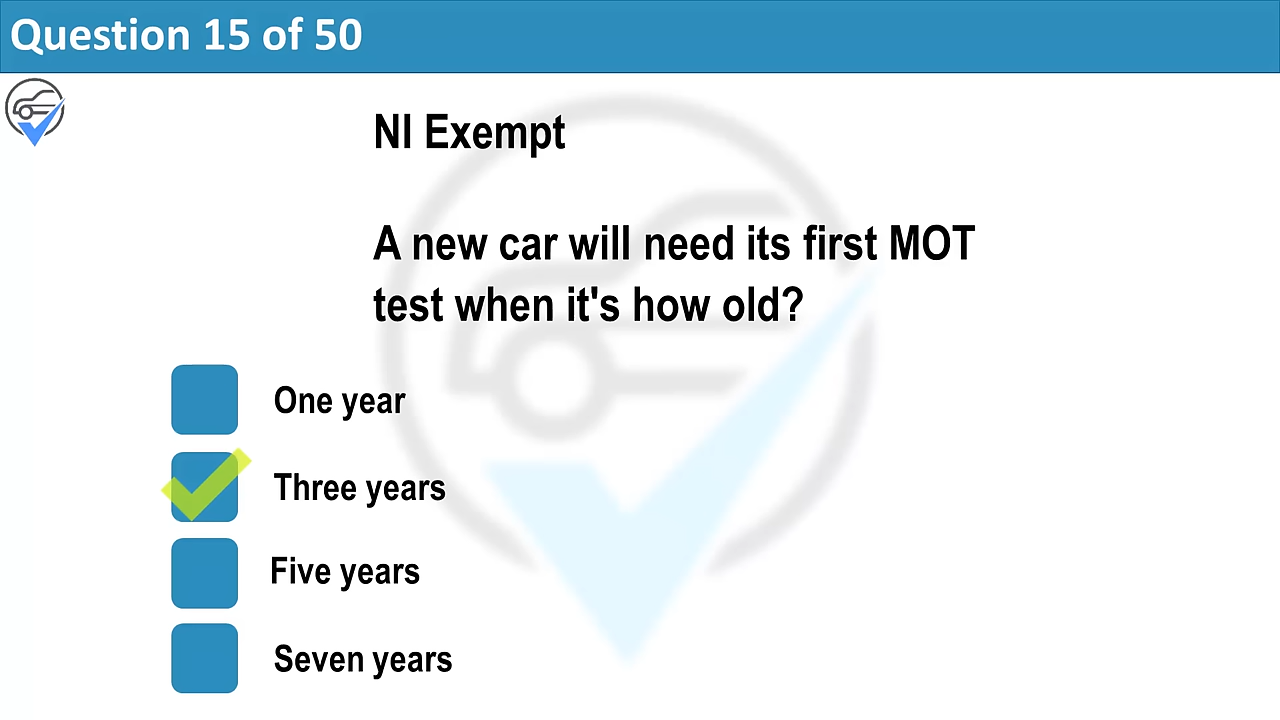 Question 15 of 50
NI Exempt
A new car will need its first MOT
test when it's how old?
One year
Three years
Five years
Seven years